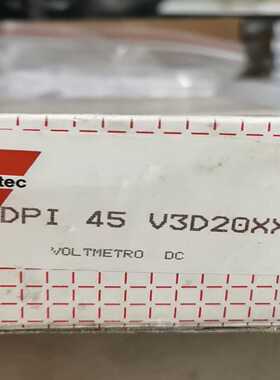 tec
DPI 45 V3D20XX
VOLTMETRO DC